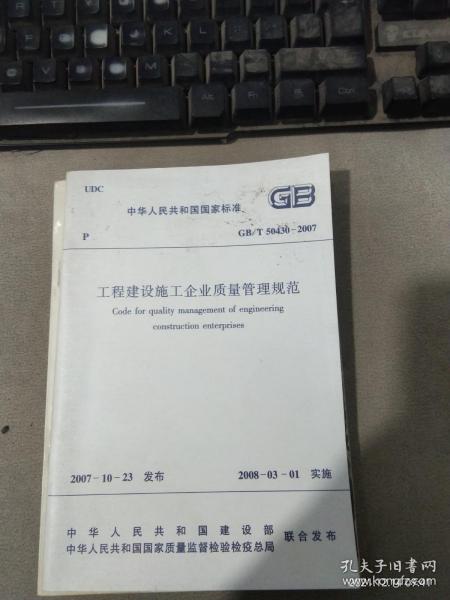 UDC
中华人民共和国国家标准
GB
P
GB/T 50430-2007
工程建设施工企业质量管理规范
Code for quality management of engineering
construction enterprises
2007-10-23 发布
2008-03-01 实施
中华人民共和国建设部
中华人民共和国国家质量监督检验检疫总局
联合发布
孔夫子旧书网
Alt
Fn
Ctrl